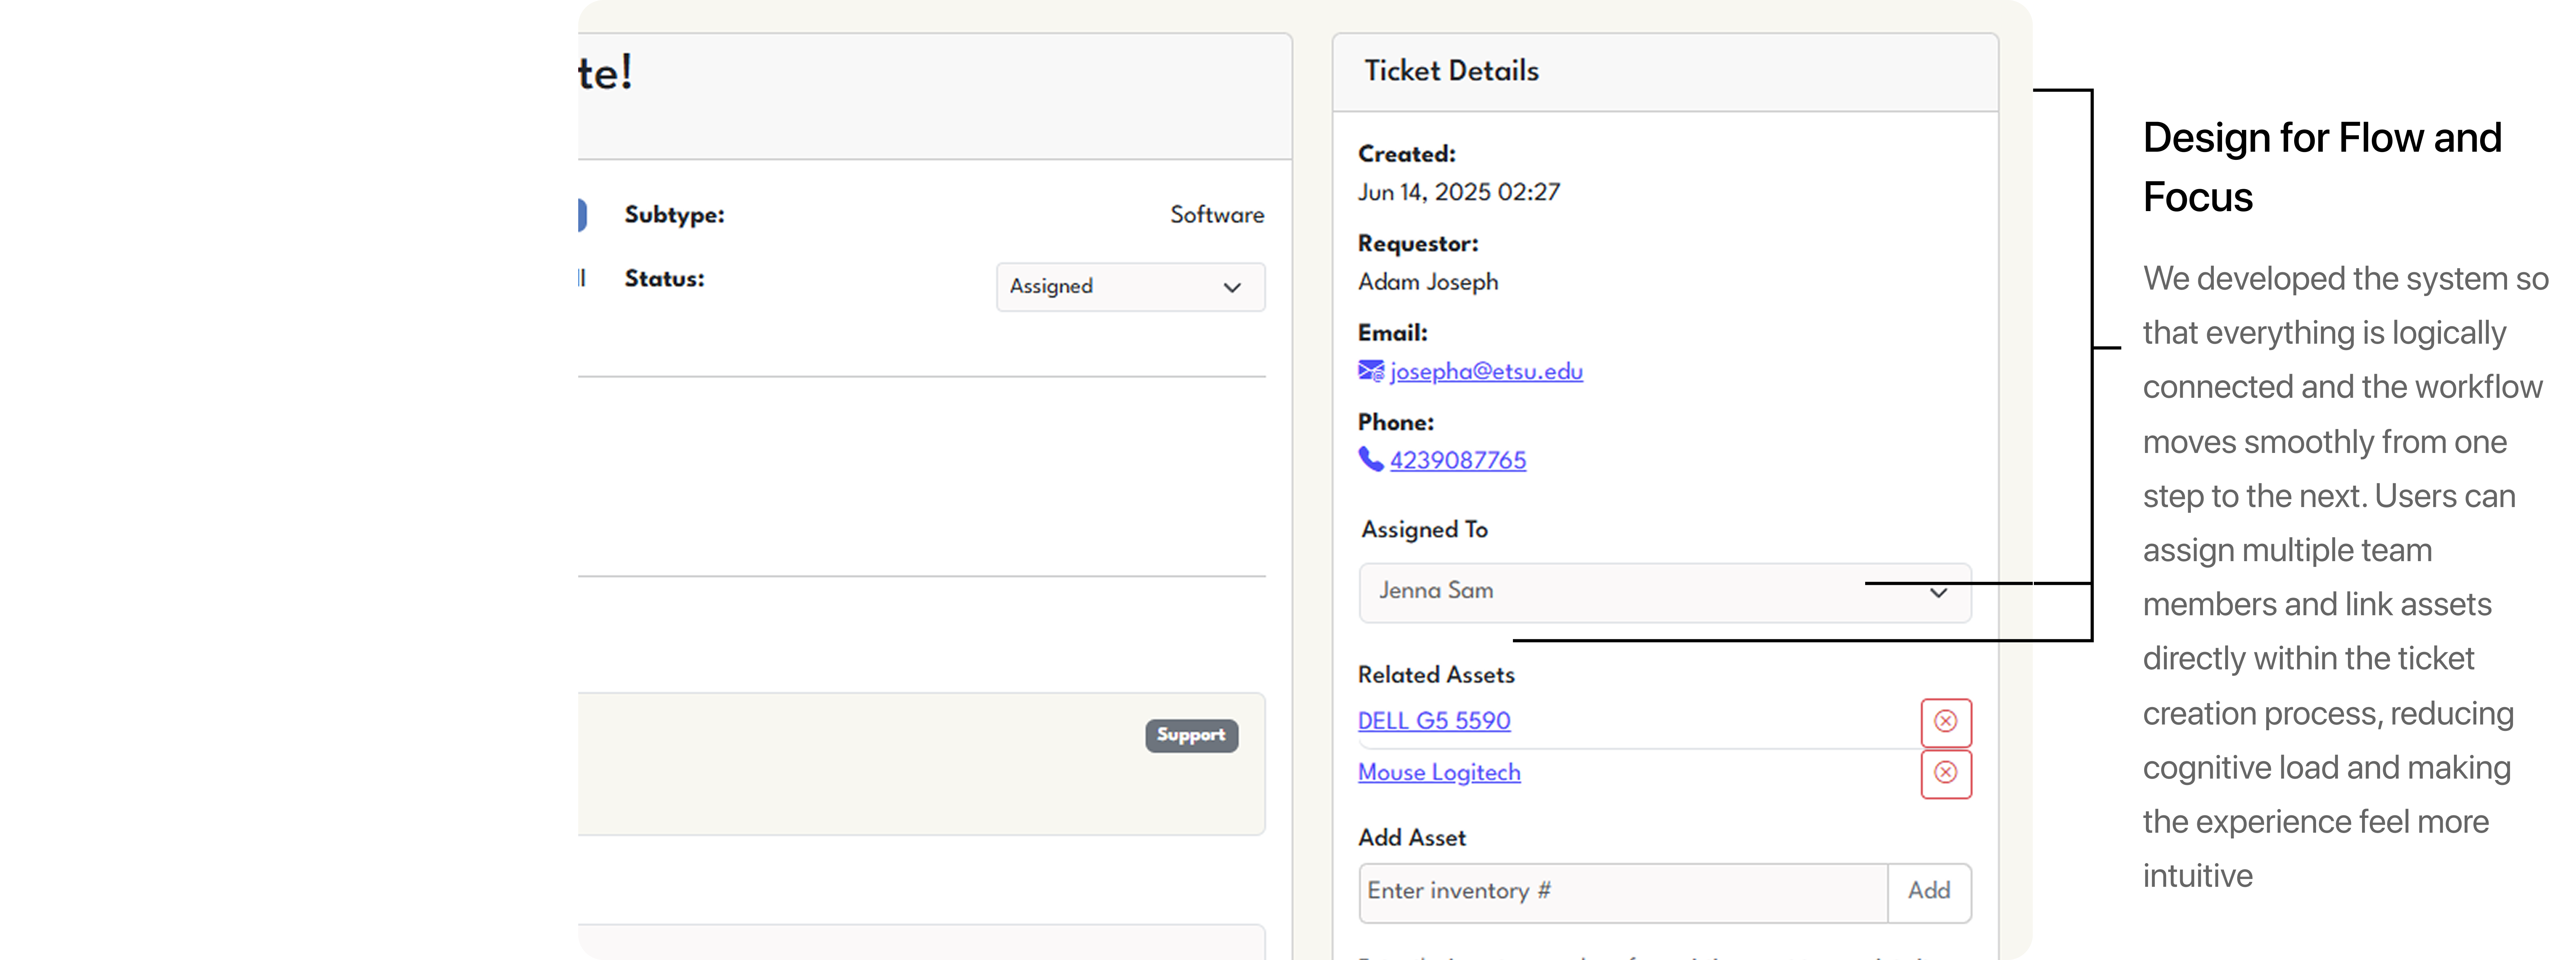 te!
Subtype:
Software
ll
Status:
Assigned
Support
Ticket Details
Created:
Jun 14, 2025 02:27
Requestor:
Adam Joseph
Email:
josepha@etsu.edu
Phone:
4239087765
Assigned To
Jenna Sam
Related Assets
DELL G5 5590
Mouse Logitech
Add Asset
Enter inventory #
Add
Design for Flow and
Focus
We developed the system so
that everything is logically
connected and the workflow
moves smoothly from one
step to the next. Users can
assign multiple team
members and link assets
directly within the ticket
creation process, reducing
cognitive load and making
the experience feel more
intuitive